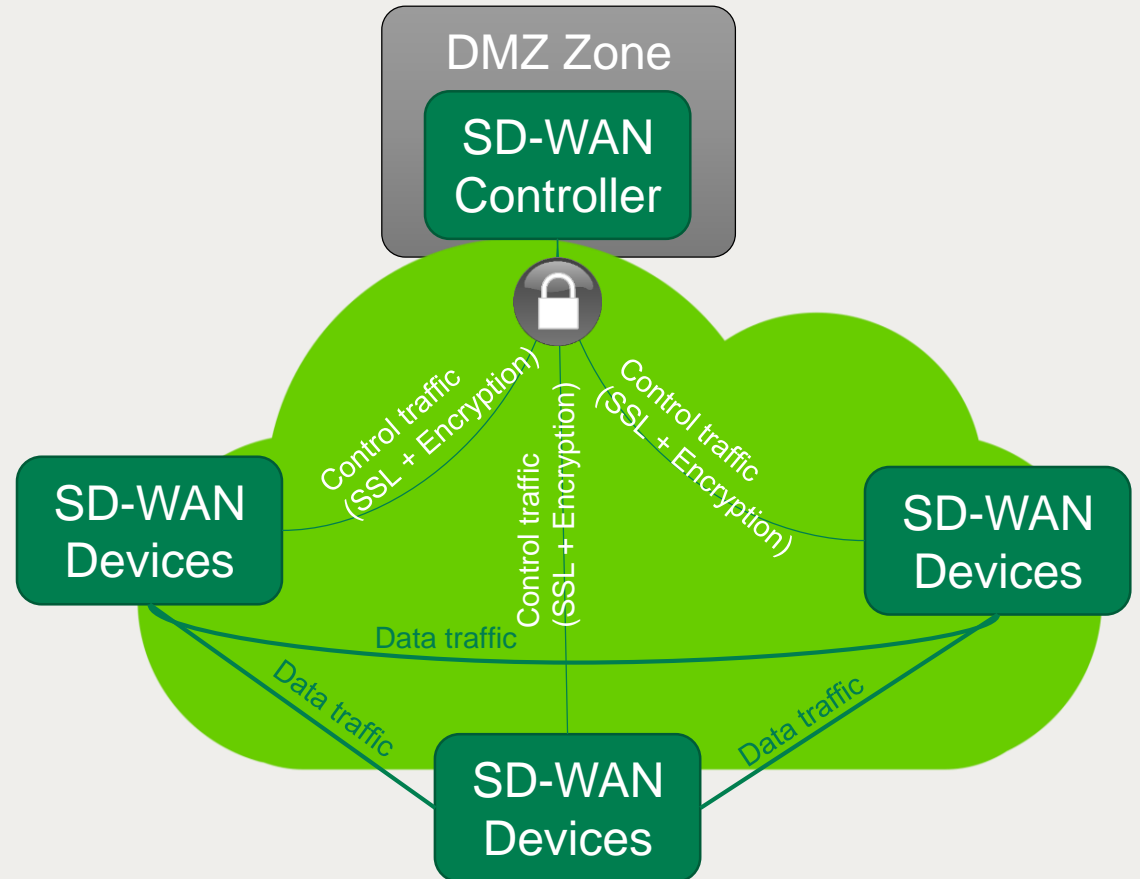 DMZ Zone
SD-WAN
Controller
Control traffic
(SSL + Encryption)
Control traffic
(SSL + Encryption)
Control traffic
(SSL + Encryption)
SD-WAN
Devices
SD-WAN
Devices
Data traffic
Data traffic
Data traffic
SD-WAN
Devices